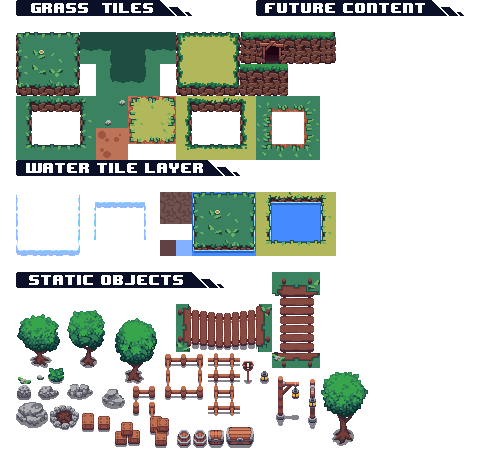 GRASS TILES
FUTURE CONTENT
WATER TILE LAYER
STATIC OBJECTS